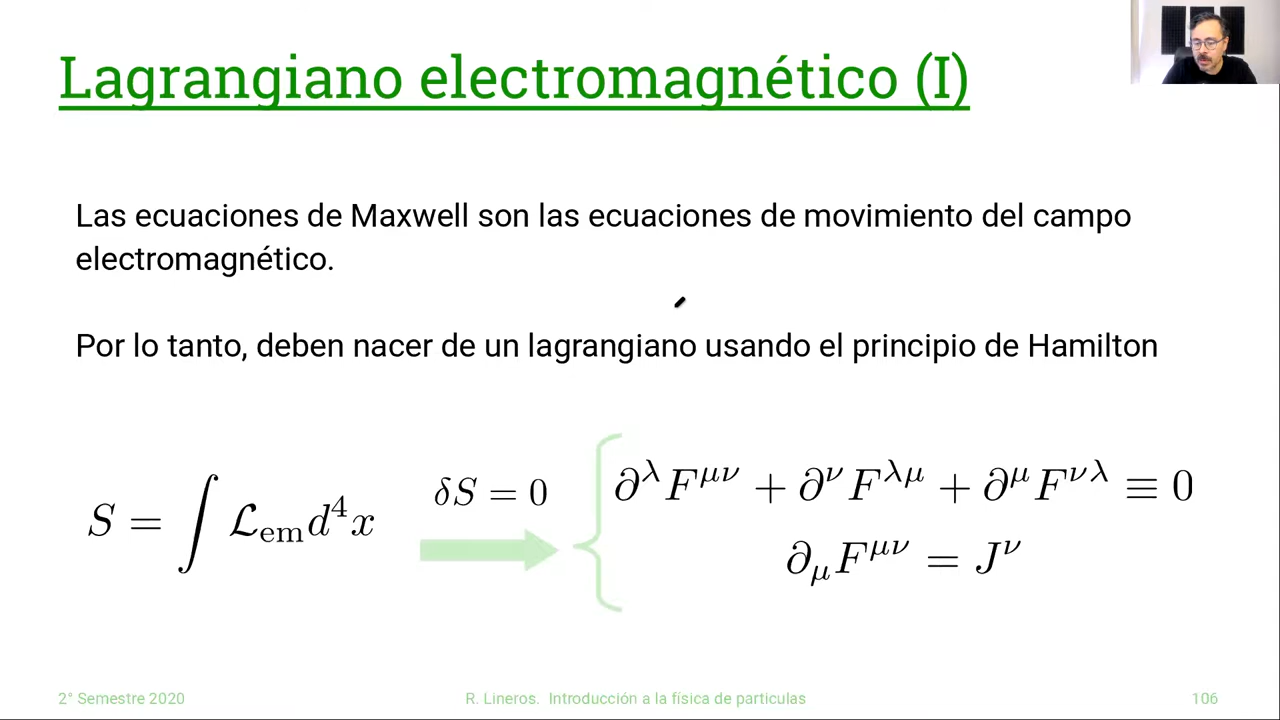 Lagrangiano electromagnético (I)
Las ecuaciones de Maxwell son las ecuaciones de movimiento del campo
electromagnético.
Por lo tanto, deben nacer de un lagrangiano usando el principio de Hamilton
S = ∫ ℒ_em d⁴x
δS = 0
∂^λ F^{μν} + ∂^ν F^{λμ} + ∂^μ F^{νλ} ≡ 0
∂_μ F^{μν} = J^ν
2° Semestre 2020
R. Lineros. Introducción a la física de particulas
106